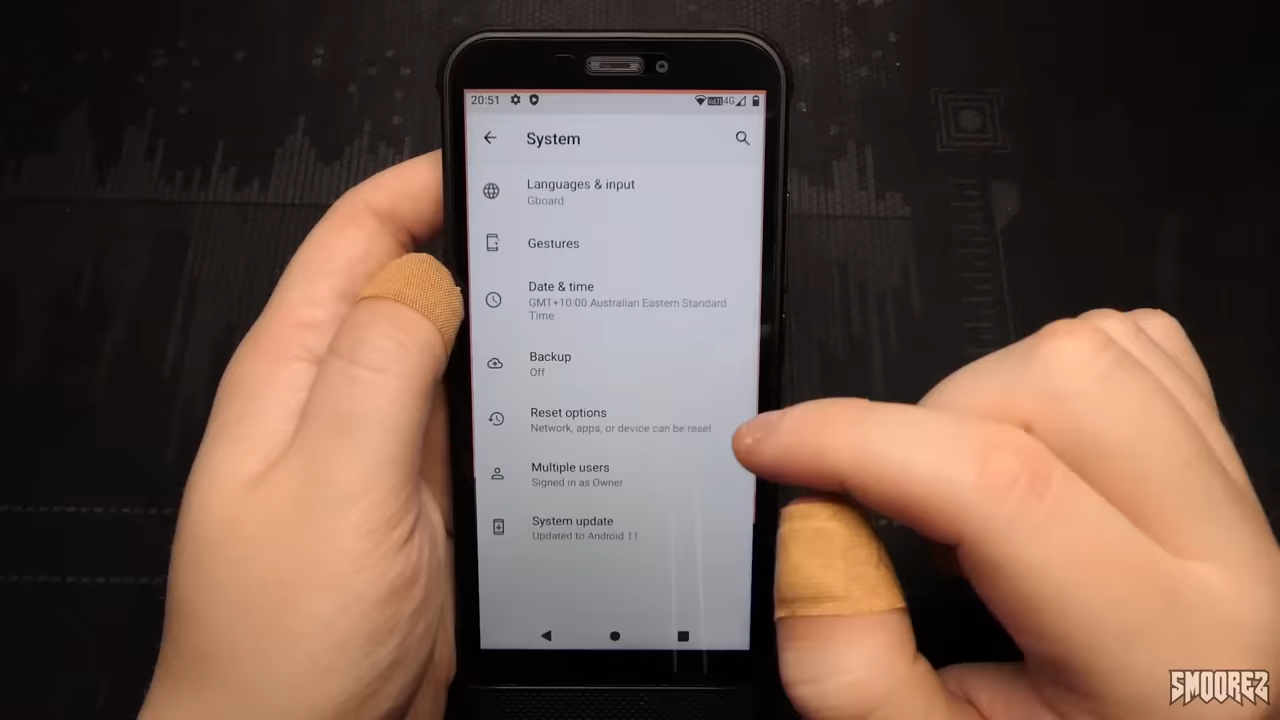 20:51
4G
System
Languages & input
Gboard
Gestures
Date & time
GMT+10:00 Australian Eastern Standard
Time
Backup
Off
Reset options
Network, apps, or device can be reset
Multiple users
Signed in as Owner
System update
Updated to Android 11
SMOOREZ